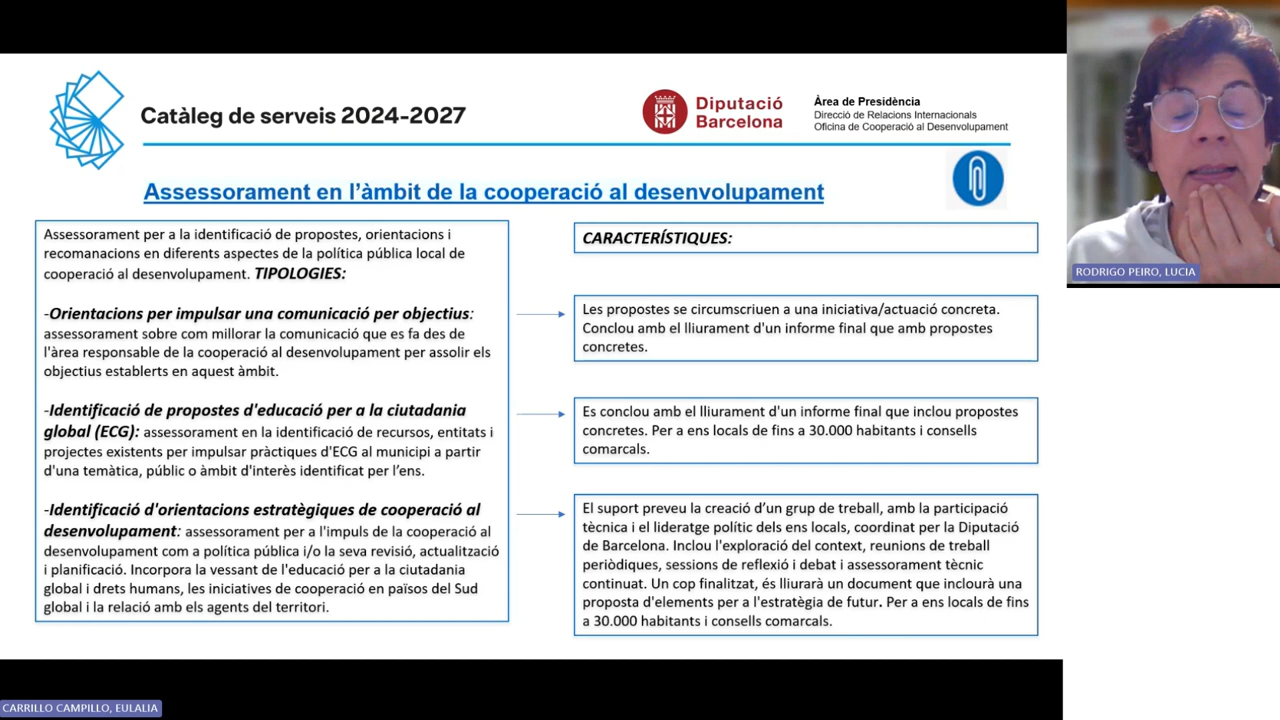 Catàleg de serveis 2024-2027
Diputació
Barcelona
Àrea de Presidència
Direcció de Relacions Internacionals
Oficina de Cooperació al Desenvolupament
Assessorament en l'àmbit de la cooperació al desenvolupament
Assessorament per a la identificació de propostes, orientacions i
recomanacions en diferents aspectes de la política pública local de
cooperació al desenvolupament. TIPOLOGIES:
-Orientacions per impulsar una comunicació per objectius:
assessorament sobre com millorar la comunicació que es fa des de
l'àrea responsable de la cooperació al desenvolupament per assolir els
objectius establerts en aquest àmbit.
-Identificació de propostes d'educació per a la ciutadania
global (ECG): assessorament en la identificació de recursos, entitats i
projectes existents per impulsar pràctiques d'ECG al municipi a partir
d'una temàtica, públic o àmbit d'interès identificat per l'ens.
-Identificació d'orientacions estratègiques de cooperació al
desenvolupament: assessorament per a l'impuls de la cooperació al
desenvolupament com a política pública i/o la seva revisió, actualització
i planificació. Incorpora la vessant de l'educació per a la ciutadania
global i drets humans, les iniciatives de cooperació en països del Sud
global i la relació amb els agents del territori.
CARACTERÍSTIQUES:
Les propostes se circumscriuen a una iniciativa/actuació concreta.
Conclou amb el lliurament d'un informe final que amb propostes
concretes.
Es conclou amb el lliurament d'un informe final que inclou propostes
concretes. Per a ens locals de fins a 30.000 habitants i consells
comarcals.
El suport preveu la creació d'un grup de treball, amb la participació
tècnica i el lideratge polític dels ens locals, coordinat per la Diputació
de Barcelona. Inclou l'exploració del context, reunions de treball
periòdiques, sessions de reflexió i debat i assessorament tècnic
continuat. Un cop finalitzat, és lliurarà un document que inclourà una
proposta d'elements per a l'estratègia de futur. Per a ens locals de fins
a 30.000 habitants i consells comarcals.
RODRIGO PEIRO, LUCIA
CARRILLO CAMPILLO, EULALIA